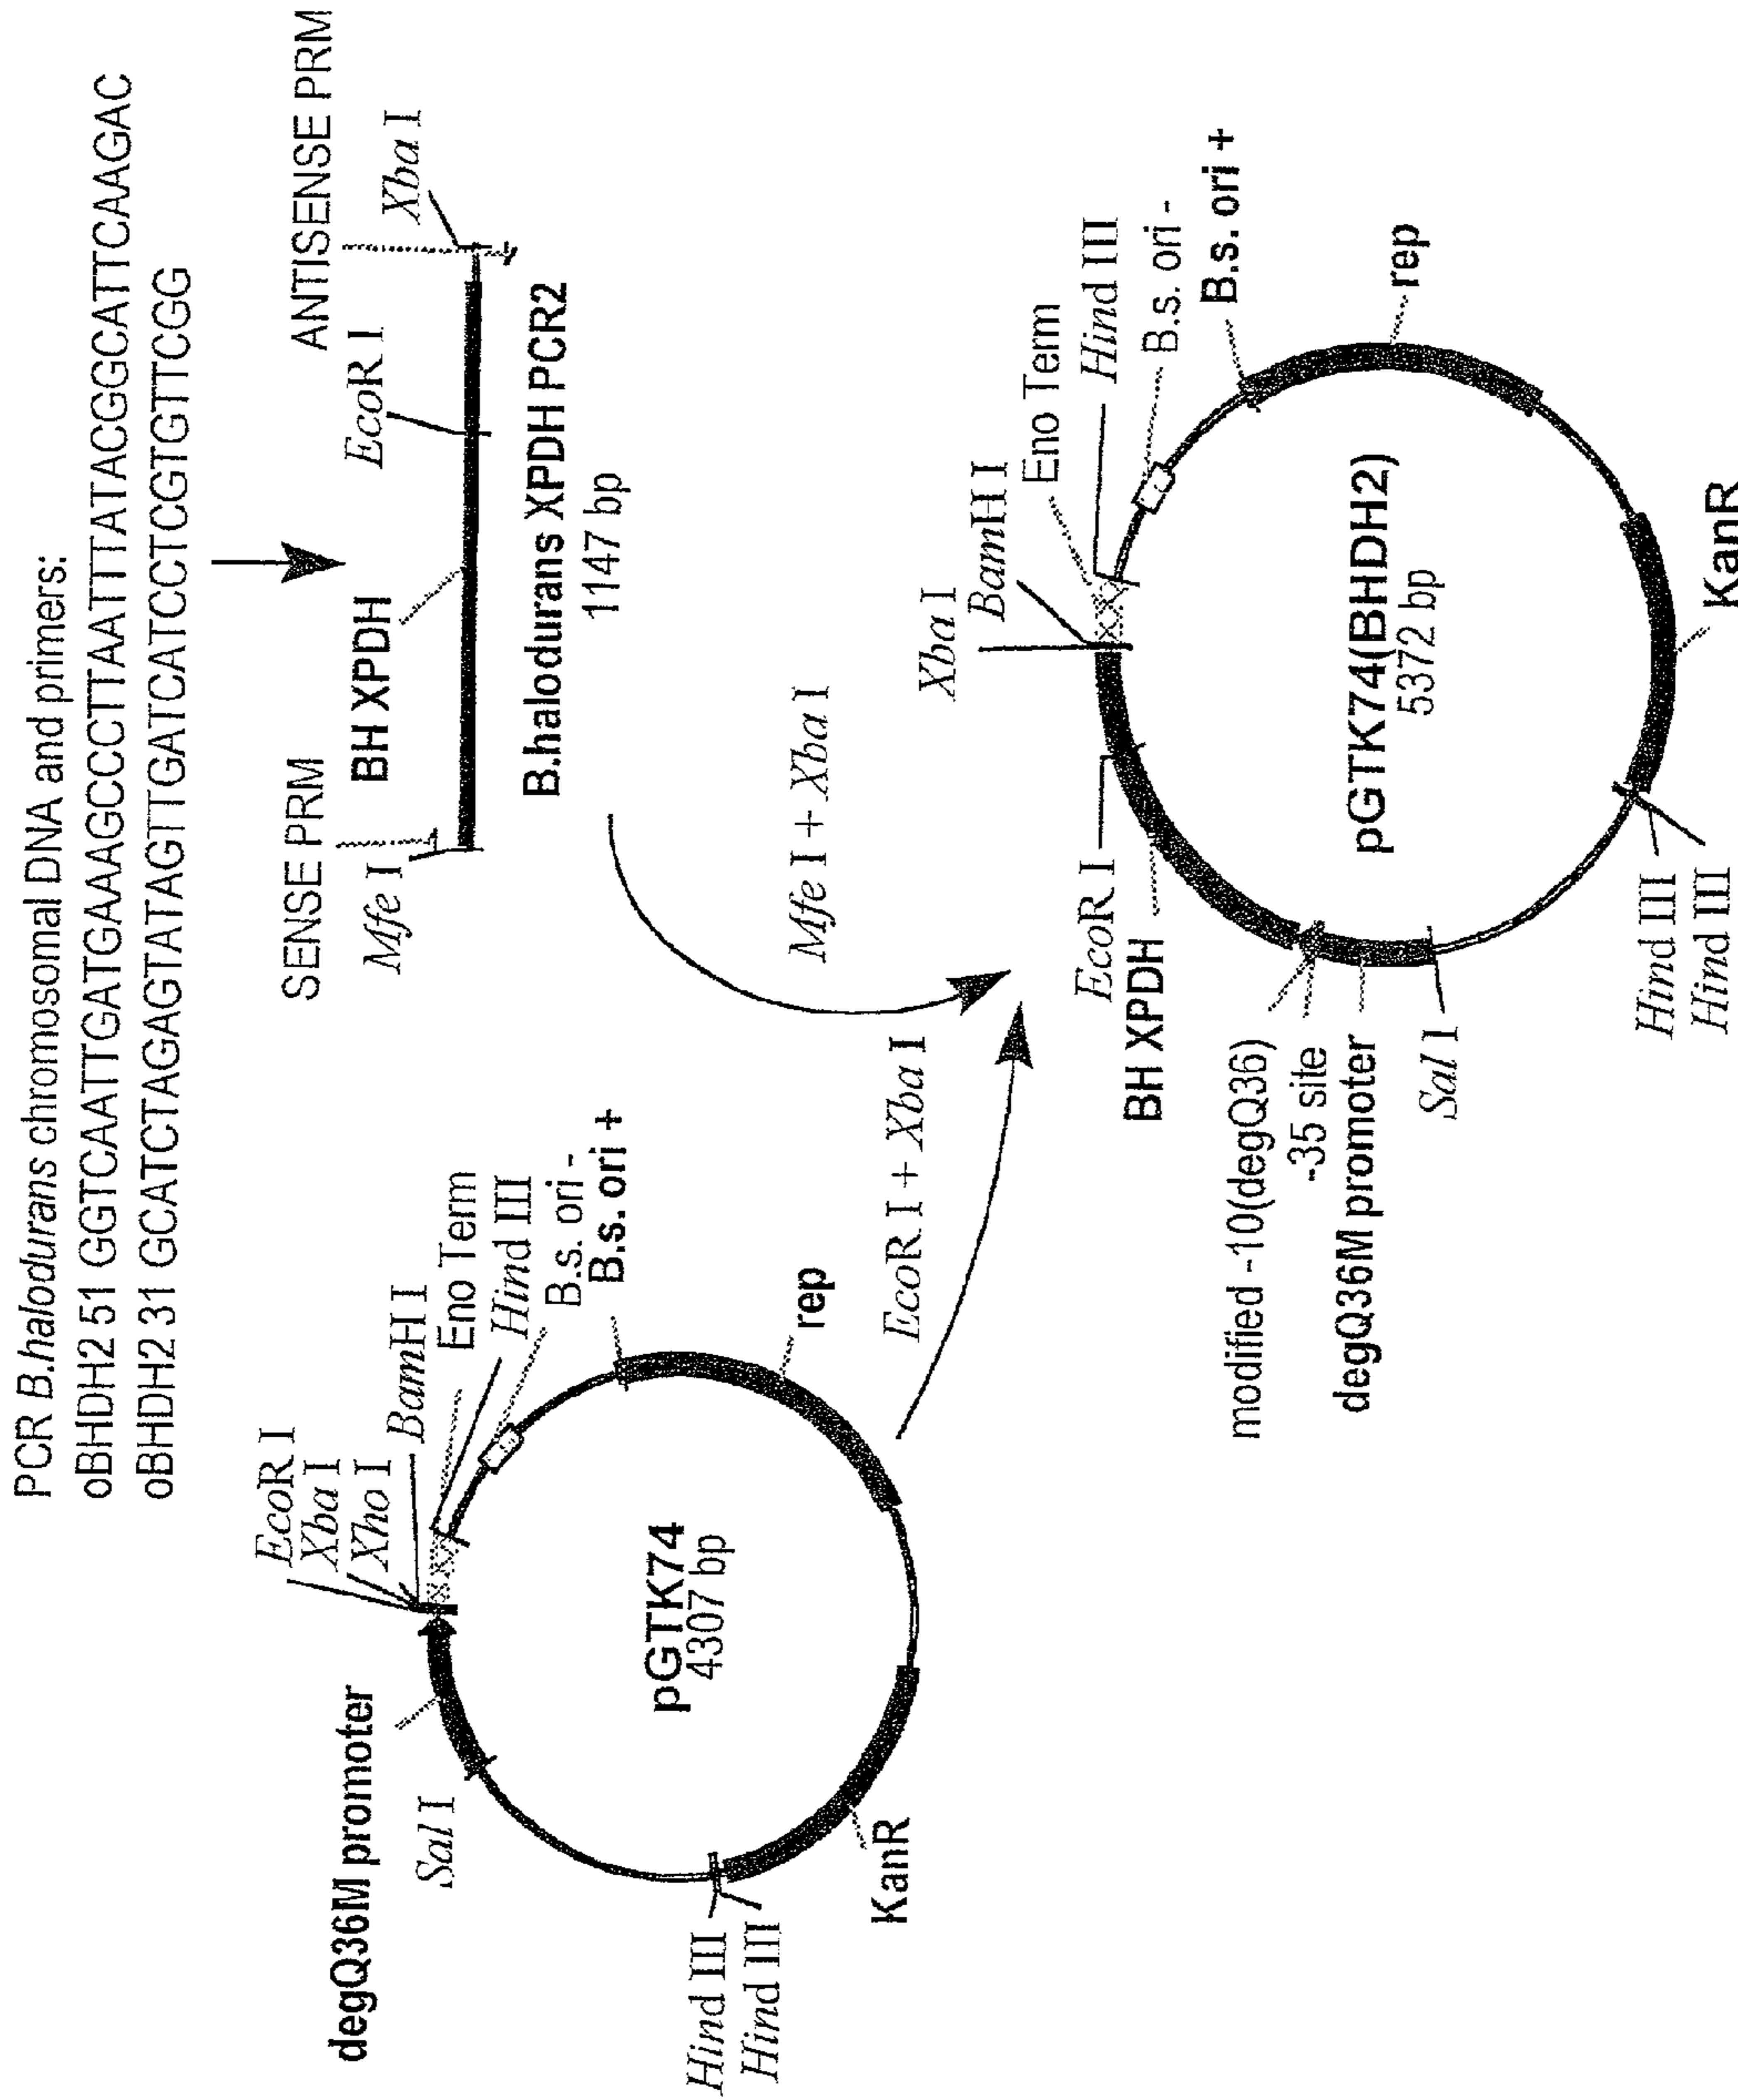 PCR B.halodurans chromosomal DNA and primers:
oBHDH2 51 GGTCAATTGATGAAAGCCCTTAATTTATACGGCATTCAAGAC
oBHDH2 31 GCATCTAGAGTATAGTTGATCATCCTCGTGTTCGG
SENSE PRM
ANTISENSE PRM
Mfe I
BH XPDH
EcoR I
Xba I
B.halodurans XPDH PCR2
1147 bp
EcoR I
Xba I
Xho I
BamH I
Eno Term
Hind III
B.s. ori -
B.s. ori +
degQ36M promoter
Sal I
pGTK74
4307 bp
rep
Hind III
Hind III
KanR
Mfe I + Xba I
EcoR I + Xba I
Xba I
BamH I
Eno Term
Hind III
B.s. ori -
B.s. ori +
EcoR I
BH XPDH
modified -10(degQ36)
-35 site
degQ36M promoter
Sal I
pGTK74(BHDH2)
5372 bp
rep
Hind III
Hind III
KanR